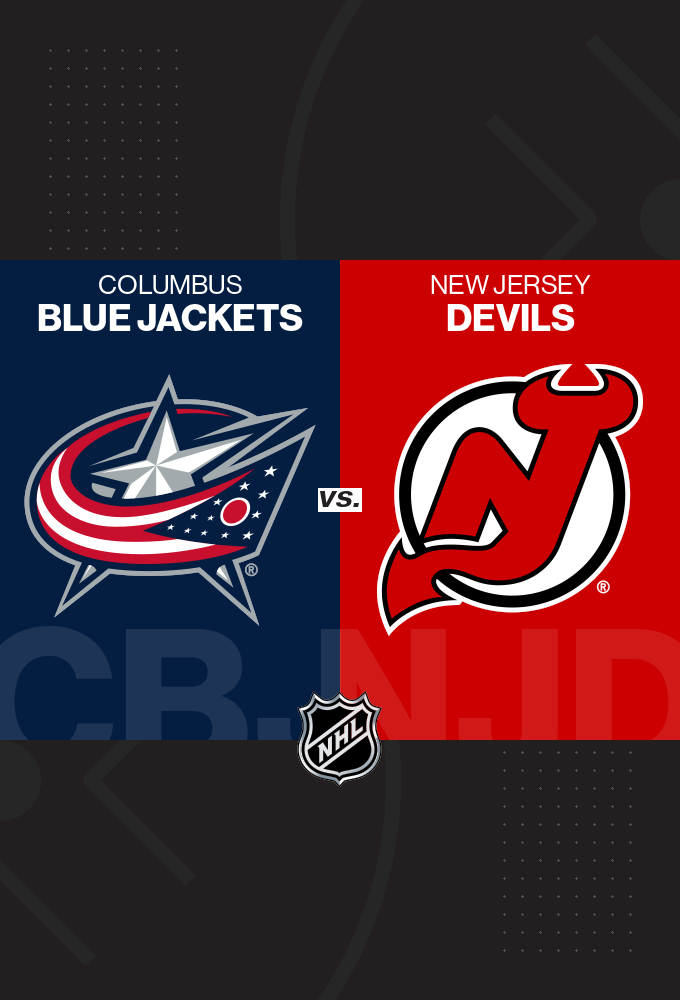 COLUMBUS
BLUE JACKETS
NEW JERSEY
DEVILS
vs.
®
®
CBJ
NJD
NHL